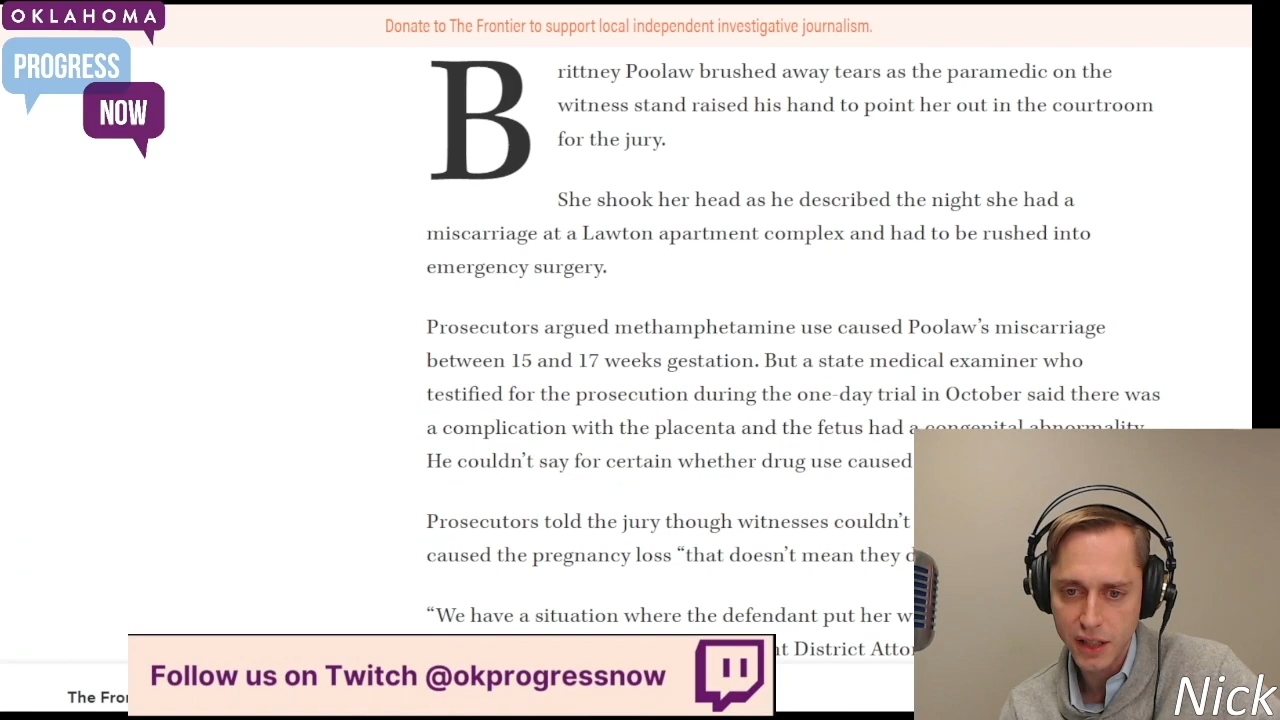 OKLAHOMA
PROGRESS
NOW
Donate to The Frontier to support local independent investigative journalism.
Brittney Poolaw brushed away tears as the paramedic on the
witness stand raised his hand to point her out in the courtroom
for the jury.
She shook her head as he described the night she had a
miscarriage at a Lawton apartment complex and had to be rushed into
emergency surgery.
Prosecutors argued methamphetamine use caused Poolaw’s miscarriage
between 15 and 17 weeks gestation. But a state medical examiner who
testified for the prosecution during the one-day trial in October said there was
a complication with the placenta and the fetus had a congenital abnormality.
He couldn’t say for certain whether drug use caused
Prosecutors told the jury though witnesses couldn’t
caused the pregnancy loss “that doesn’t mean they
“We have a situation where the defendant put her
District
The
Follow us on Twitch @okprogressnow
Nick